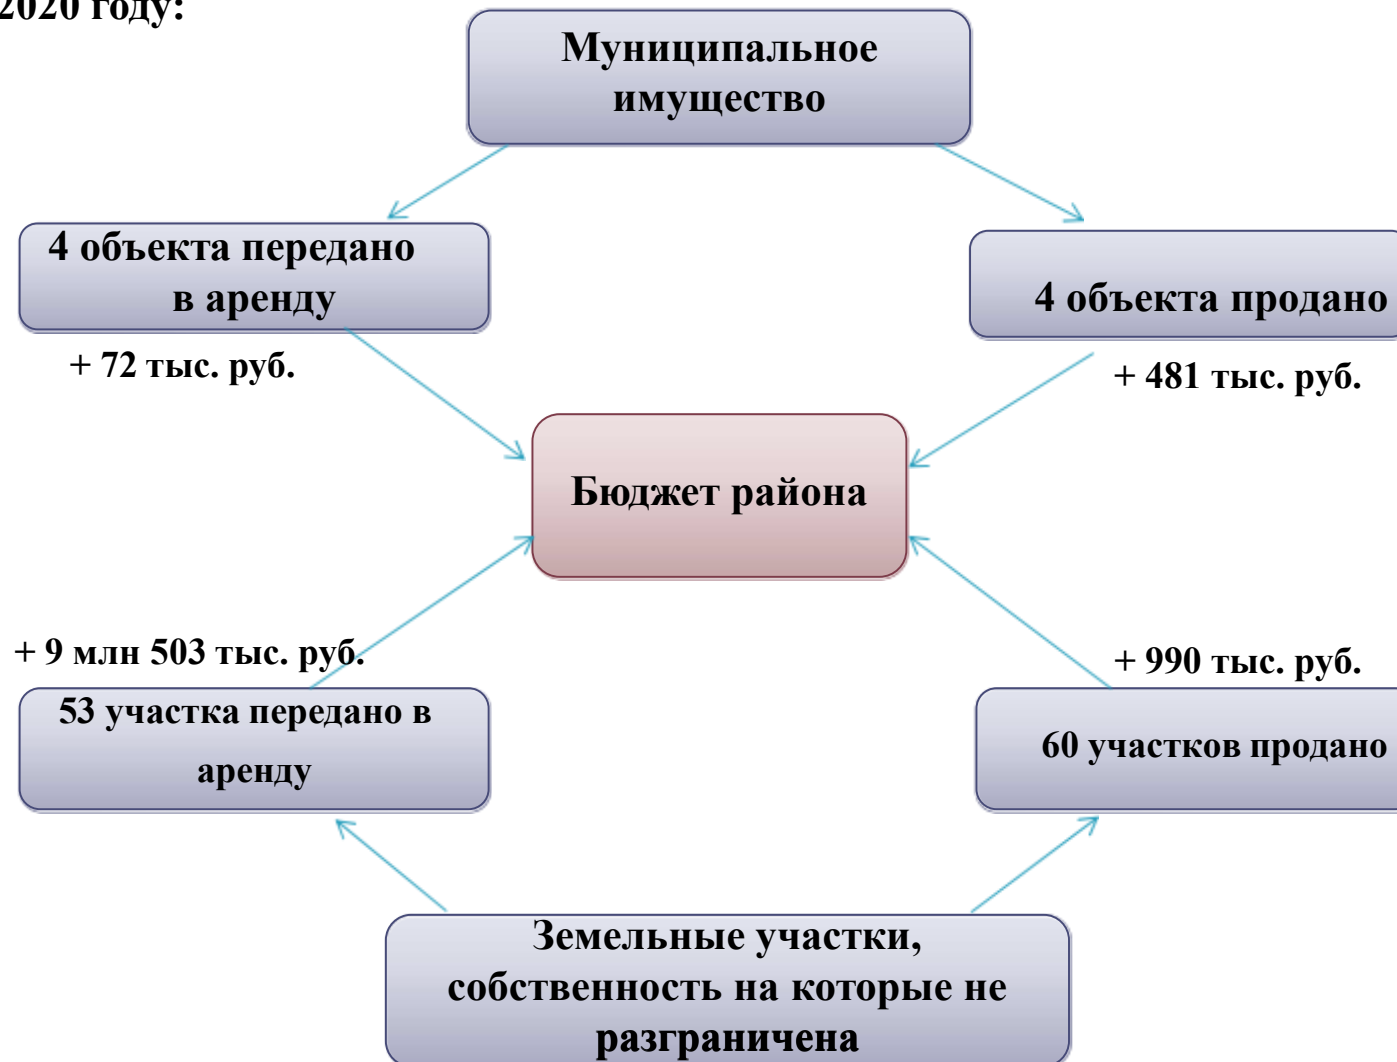 2020 году:
Муниципальное
имущество
4 объекта передано
в аренду
4 объекта продано
+ 72 тыс. руб.
+ 481 тыс. руб.
Бюджет района
+ 9 млн 503 тыс. руб.
+ 990 тыс. руб.
53 участка передано в
аренду
60 участков продано
Земельные участки,
собственность на которые не
разграничена